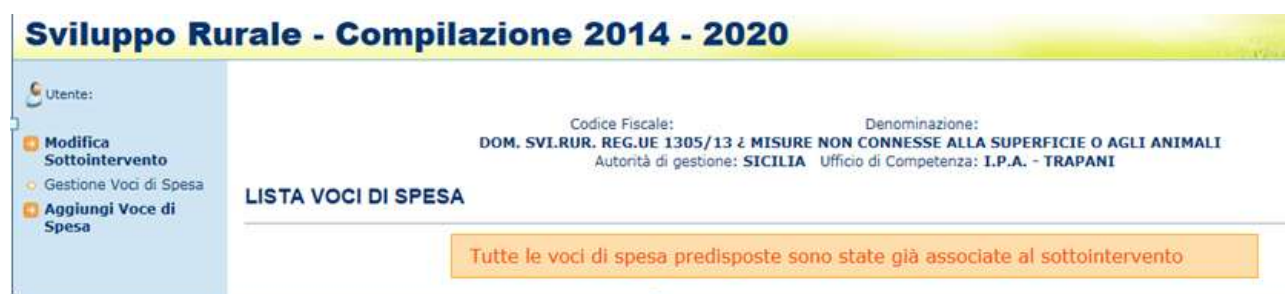 Sviluppo Rurale - Compilazione 2014 - 2020
Utente:
Modifica
Sottointervento
Gestione Voci di Spesa
Aggiungi Voce di
Spesa
Codice Fiscale: Denominazione:
DOM. SVI.RUR. REG.UE 1305/13 ¿ MISURE NON CONNESSE ALLA SUPERFICIE O AGLI ANIMALI
Autorità di gestione: SICILIA Ufficio di Competenza: I.P.A. - TRAPANI
LISTA VOCI DI SPESA
Tutte le voci di spesa predisposte sono state già associate al sottointervento